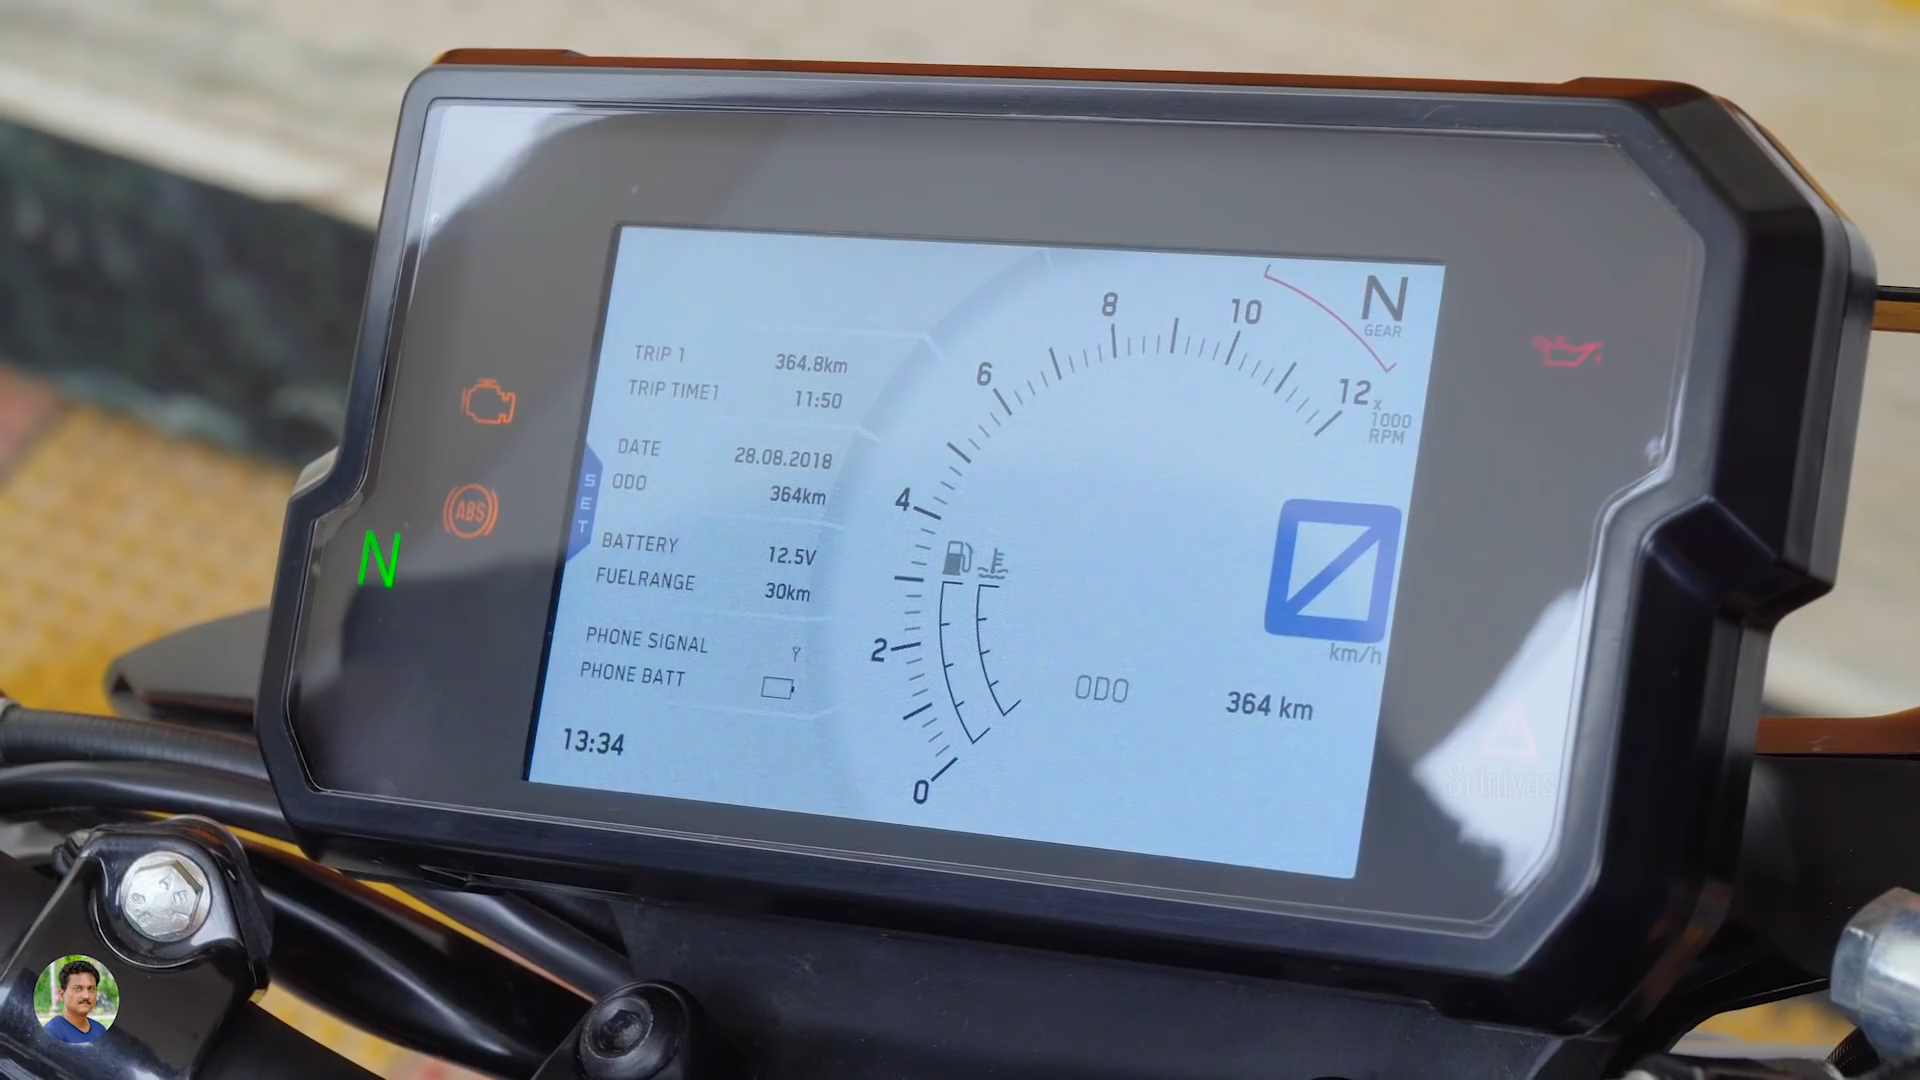 TRIP 1 364.8km
TRIP TIME1 11:50
DATE 28.08.2018
ODO 364km
BATTERY 12.5V
FUELRANGE 30km
PHONE SIGNAL
PHONE BATT
13:34
SET
0
2
4
6
8
10
12
x
1000
RPM
N
GEAR
0
km/h
ODO 364 km
ABS
N
Srinivas